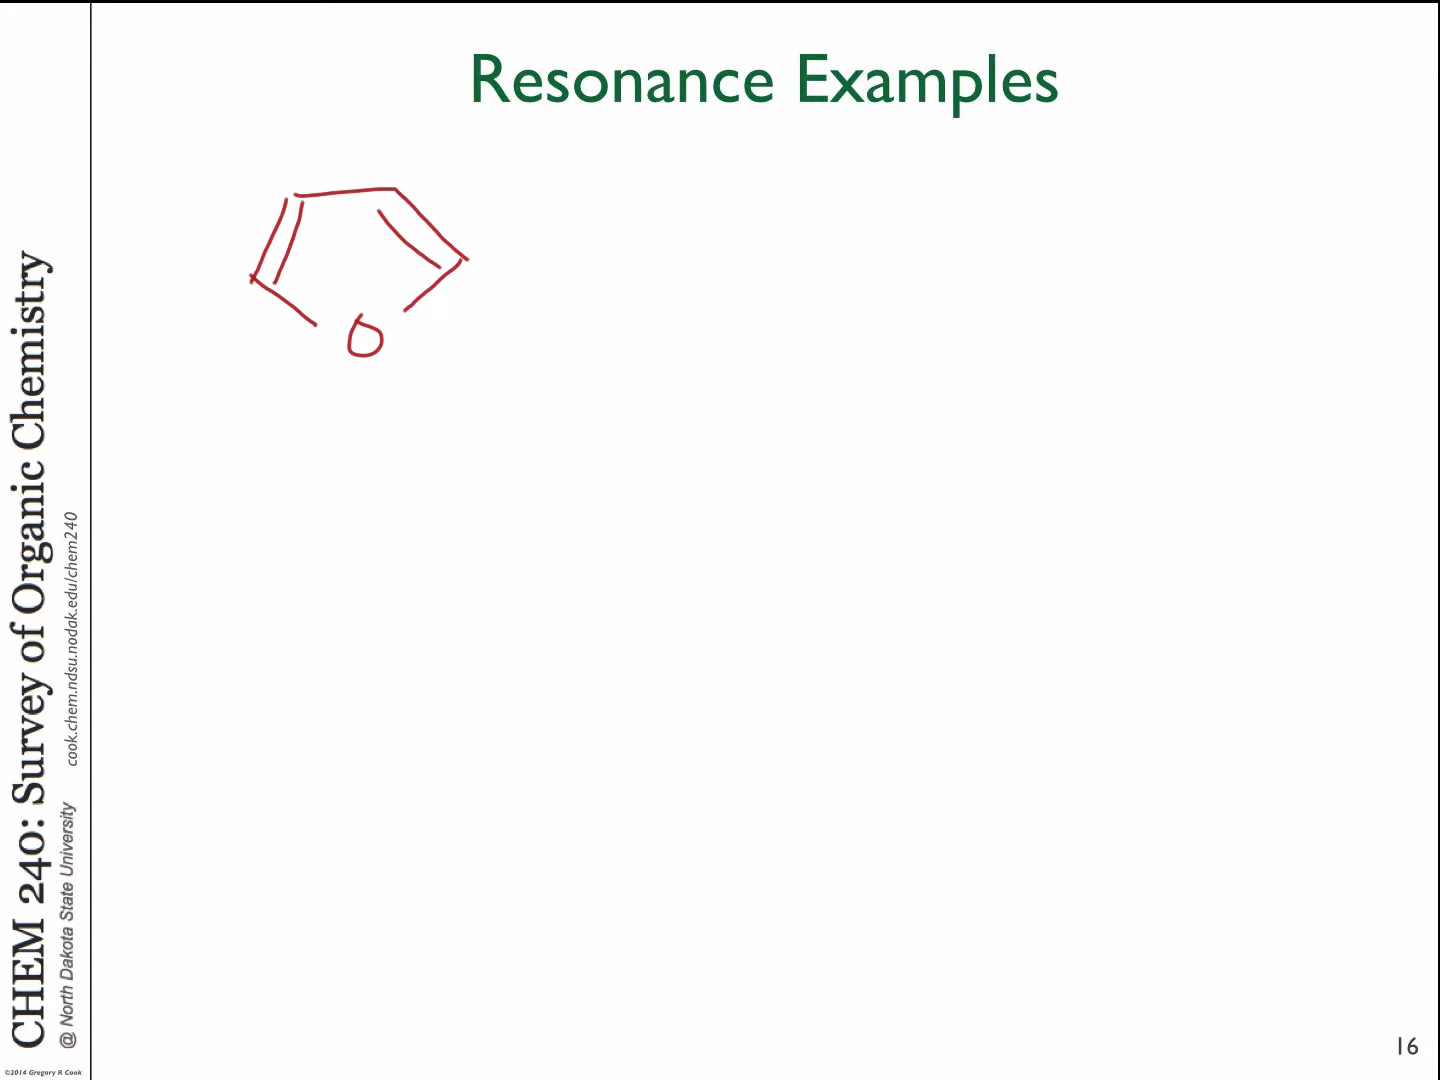 Resonance Examples
O
CHEM 240: Survey of Organic Chemistry
@ North Dakota State University cook.chem.ndsu.nodak.edu/chem240
©2014 Gregory R Cook
16